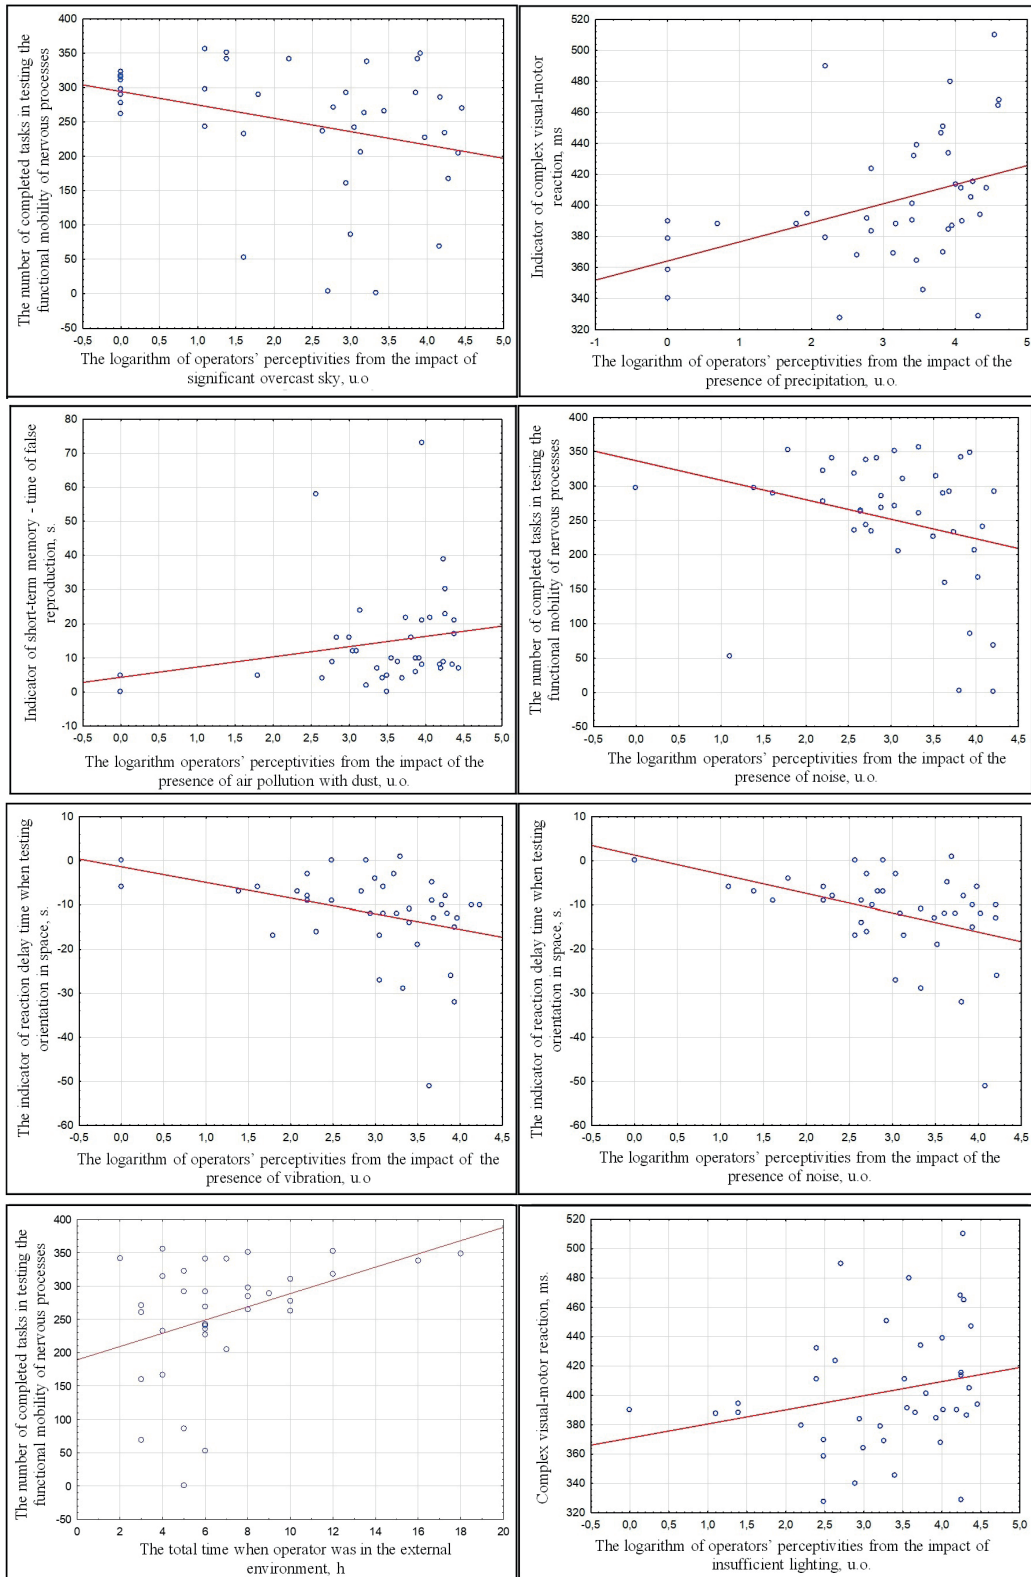 The number of completed tasks in testing the
functional mobility of nervous processes
400
350
300
250
200
150
100
50
0
-50
-0,5 0,0 0,5 1,0 1,5 2,0 2,5 3,0 3,5 4,0 4,5 5,0
The logarithm of operators' perceptivities from the impact of
significant overcast sky, u.o
Indicator of complex visual-motor
reaction, ms
520
500
480
460
440
420
400
380
360
340
320
-1 0 1 2 3 4 5
The logarithm of operators' perceptivities from the impact of the
presence of precipitation, u.o.
Indicator of short-term memory - time of false
reproduction, s.
80
70
60
50
40
30
20
10
0
-10
-0,5 0,0 0,5 1,0 1,5 2,0 2,5 3,0 3,5 4,0 4,5 5,0
The logarithm operators' perceptivities from the impact of the
presence of air pollution with dust, u.o.
The number of completed tasks in testing the
functional mobility of nervous processes
400
350
300
250
200
150
100
50
0
-50
-0,5 0,0 0,5 1,0 1,5 2,0 2,5 3,0 3,5 4,0 4,5
The logarithm operators' perceptivities from the impact of the
presence of noise, u.o.
The indicator of reaction delay time when testing
orientation in space, s.
10
0
-10
-20
-30
-40
-50
-60
-0,5 0,0 0,5 1,0 1,5 2,0 2,5 3,0 3,5 4,0 4,5
The logarithm of operators' perceptivities from the impact of the
presence of vibration, u.o
The indicator of reaction delay time when testing
orientation in space, s.
10
0
-10
-20
-30
-40
-50
-60
-0,5 0,0 0,5 1,0 1,5 2,0 2,5 3,0 3,5 4,0 4,5
The logarithm of operators' perceptivities from the impact of the
presence of noise, u.o.
The number of completed tasks in testing the
functional mobility of nervous processes
400
350
300
250
200
150
100
50
0
-50
0 2 4 6 8 10 12 14 16 18 20
The total time when operator was in the external
environment, h
Complex visual-motor reaction, ms.
520
500
480
460
440
420
400
380
360
340
320
-0,5 0,0 0,5 1,0 1,5 2,0 2,5 3,0 3,5 4,0 4,5 5,0
The logarithm of operators' perceptivities from the impact of
insufficient lighting, u.o.